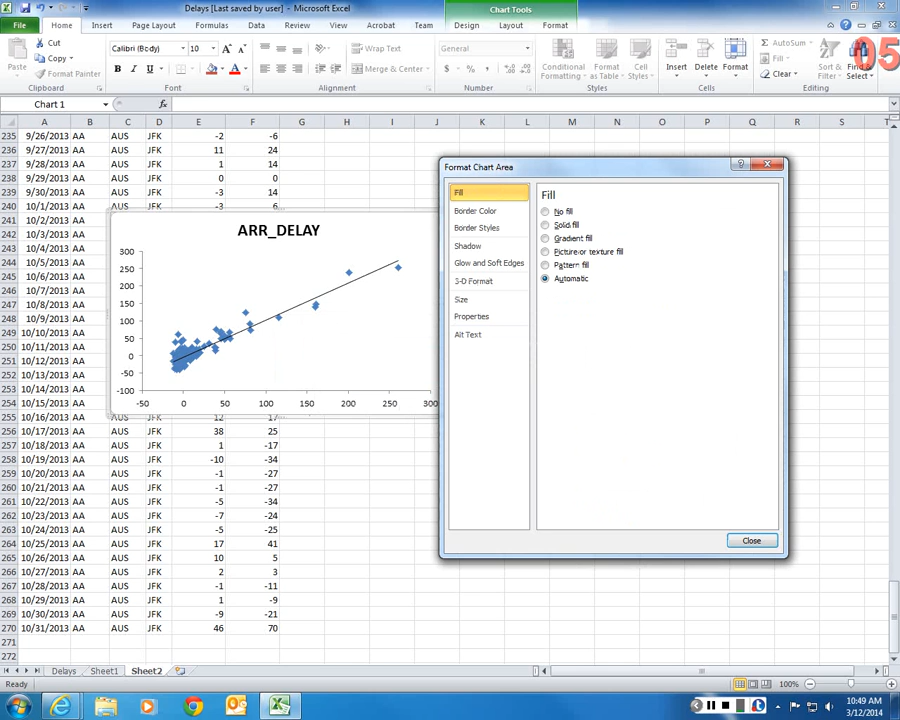 Delays [Last saved by user] - Microsoft Excel
Chart Tools
05
File Home Insert Page Layout Formulas Data Review View Acrobat Team Design Layout Format
Paste
Cut
Copy
Format Painter
Clipboard
Calibri (Body) 10 A A
B I U A
Font
Wrap Text
Merge & Center
Alignment
General
$ % ,
Number
Conditional Formatting
Format as Table
Cell Styles
Styles
Insert Delete Format
Cells
AutoSum
Fill
Clear
Sort & Filter
Find & Select
Editing
Chart 1 fx
A B C D E F G H I J K L M N O P Q R S T
235 9/26/2013 AA AUS JFK -2 -6
236 9/27/2013 AA AUS JFK 11 24
237 9/28/2013 AA AUS JFK 1 14
238 9/29/2013 AA AUS JFK 0 0
239 9/30/2013 AA AUS JFK -3 14
240 10/1/2013 AA AUS JFK -3 6
241 10/2/2013 AA
242 10/3/2013 AA
243 10/4/2013 AA
244 10/5/2013 AA
245 10/6/2013 AA
246 10/7/2013 AA
247 10/8/2013 AA
248 10/9/2013 AA
249 10/10/2013 AA
250 10/11/2013 AA
251 10/12/2013 AA
252 10/13/2013 AA
253 10/14/2013 AA
254 10/15/2013 AA
255 10/16/2013 AA AUS JFK 12 17
256 10/17/2013 AA AUS JFK 38 25
257 10/18/2013 AA AUS JFK 1 -17
258 10/19/2013 AA AUS JFK -10 -34
259 10/20/2013 AA AUS JFK -1 -27
260 10/21/2013 AA AUS JFK -1 -27
261 10/22/2013 AA AUS JFK -5 -34
262 10/23/2013 AA AUS JFK -7 -24
263 10/24/2013 AA AUS JFK -5 -25
264 10/25/2013 AA AUS JFK 17 41
265 10/26/2013 AA AUS JFK 10 5
266 10/27/2013 AA AUS JFK 2 3
267 10/28/2013 AA AUS JFK -1 -11
268 10/29/2013 AA AUS JFK 1 -9
269 10/30/2013 AA AUS JFK -9 -21
270 10/31/2013 AA AUS JFK 46 70
271
272
ARR_DELAY
300
250
200
150
100
50
0
-50
-100
-50 0 50 100 150 200 250 300
Format Chart Area
Fill
Border Color
Border Styles
Shadow
Glow and Soft Edges
3-D Format
Size
Properties
Alt Text
Fill
No fill
Solid fill
Gradient fill
Picture or texture fill
Pattern fill
Automatic
Close
Delays Sheet1 Sheet2
Ready 100%
10:49 AM
3/12/2014